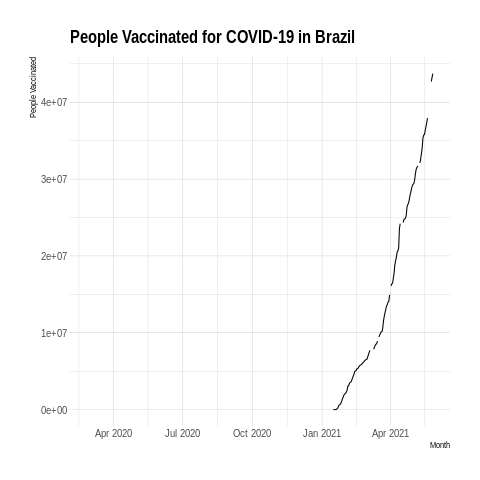 People Vaccinated for COVID-19 in Brazil
People Vaccinated
4e+07
3e+07
2e+07
1e+07
0e+00
Apr 2020 Jul 2020 Oct 2020 Jan 2021 Apr 2021
Month